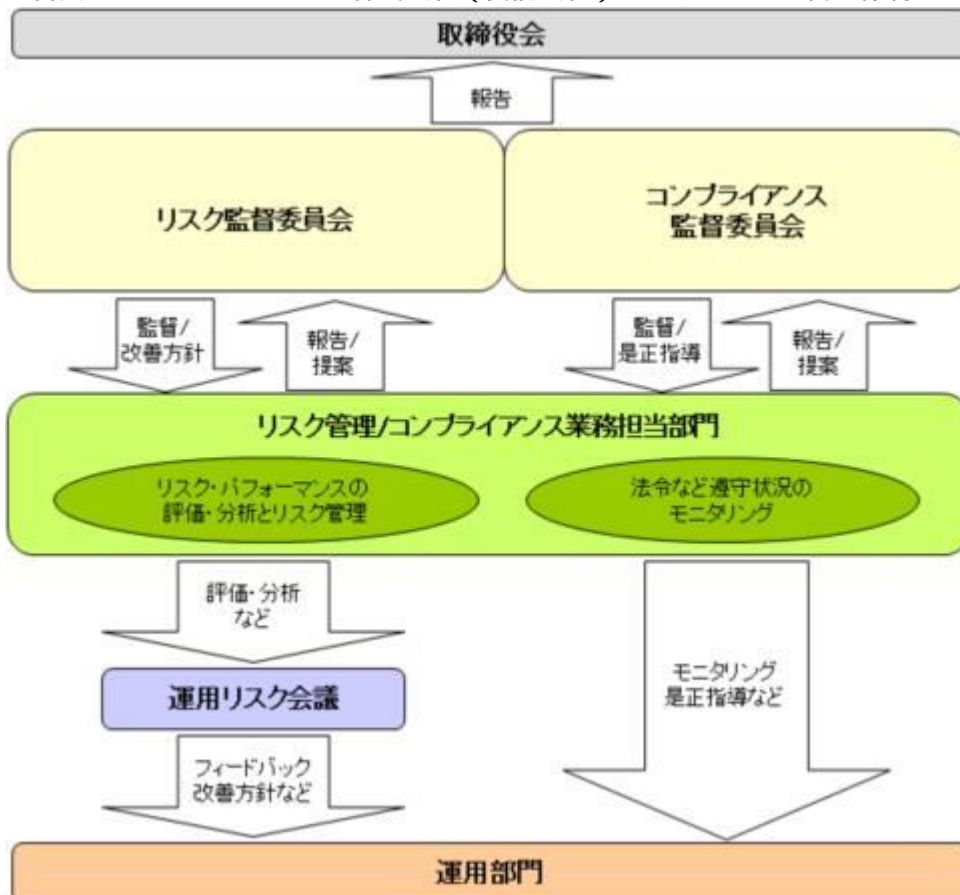 取締役会
報告
リスク監督委員会
コンプライアンス
監督委員会
監督/
改善方針
報告/
提案
監督/
是正指導
報告/
提案
リスク管理/コンプライアンス業務担当部門
リスク・パフォーマンスの
評価・分析とリスク管理
法令など遵守状況の
モニタリング
評価・分析
など
運用リスク会議
モニタリング
是正指導など
フィードバック
改善方針など
運用部門